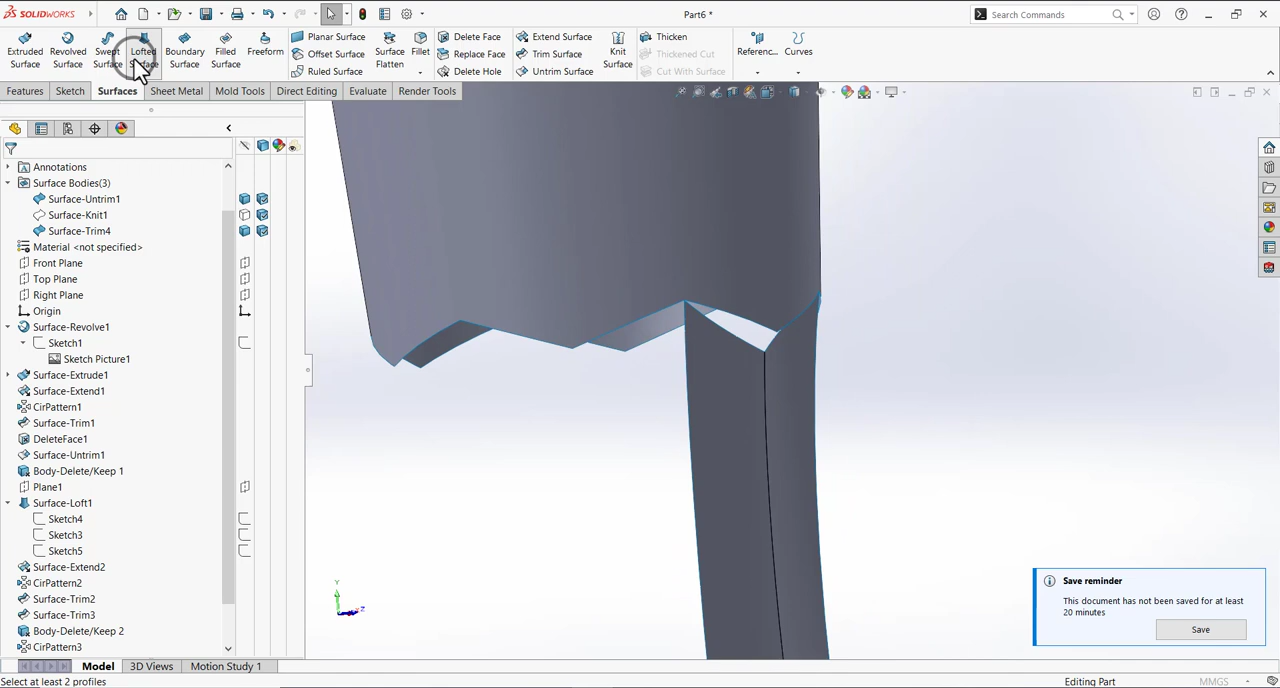 SOLIDWORKS
Part6 *
Search Commands
Extruded Surface
Revolved Surface
Swept Surface
Lofted Surface
Boundary Surface
Filled Surface
Freeform
Planar Surface
Offset Surface
Ruled Surface
Surface Flatten
Fillet
Delete Face
Replace Face
Delete Hole
Extend Surface
Trim Surface
Untrim Surface
Knit Surface
Thicken
Thickened Cut
Cut With Surface
Referenc...
Curves
Features
Sketch
Surfaces
Sheet Metal
Mold Tools
Direct Editing
Evaluate
Render Tools
Annotations
Surface Bodies(3)
Surface-Untrim1
Surface-Knit1
Surface-Trim4
Material <not specified>
Front Plane
Top Plane
Right Plane
Origin
Surface-Revolve1
Sketch1
Sketch Picture1
Surface-Extrude1
Surface-Extend1
CirPattern1
Surface-Trim1
DeleteFace1
Surface-Untrim1
Body-Delete/Keep 1
Plane1
Surface-Loft1
Sketch4
Sketch3
Sketch5
Surface-Extend2
CirPattern2
Surface-Trim2
Surface-Trim3
Body-Delete/Keep 2
CirPattern3
Y
Z
Save reminder
This document has not been saved for at least
20 minutes
Save
Model
3D Views
Motion Study 1
Select at least 2 profiles
Editing Part
MMGS